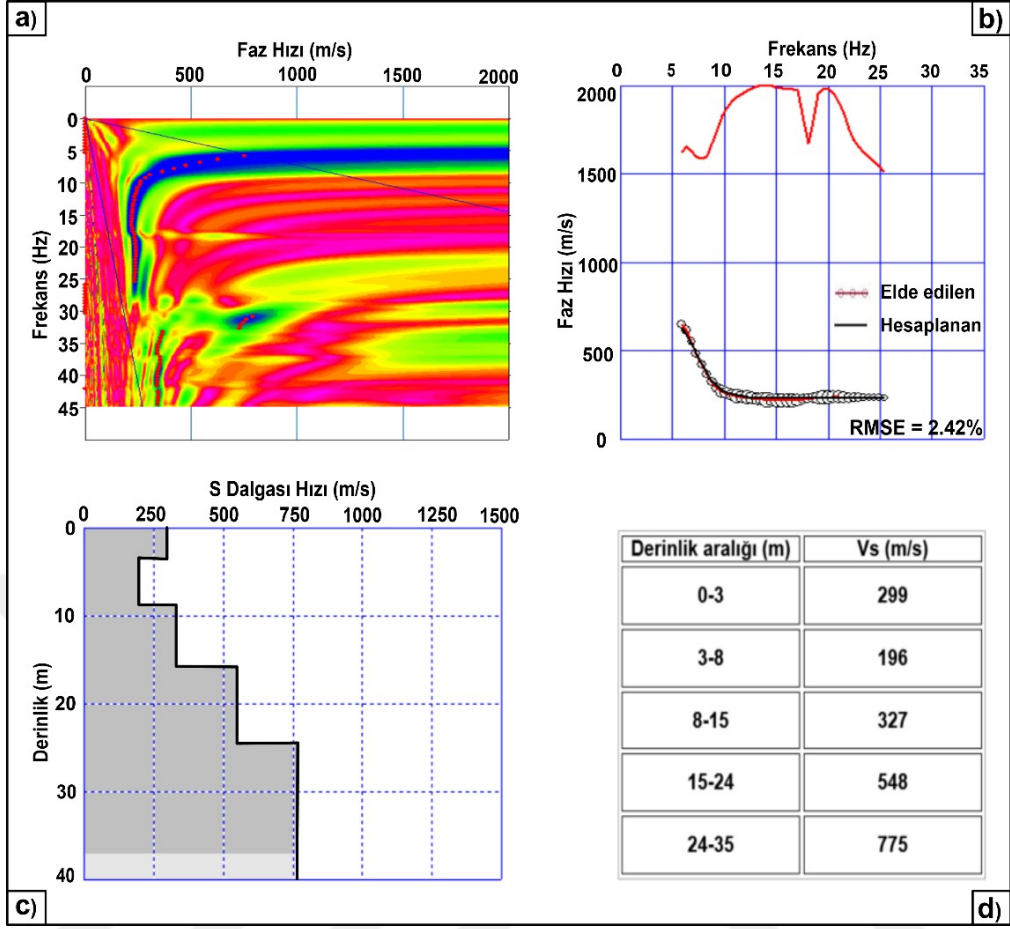 a)
Faz Hızı (m/s)
0 500 1000 1500 2000
0
5
10
15
20
25
30
35
40
45
Frekans (Hz)
b)
Frekans (Hz)
0 5 10 15 20 25 30 35
2000
1500
1000
500
0
Faz Hızı (m/s)
Elde edilen
Hesaplanan
RMSE = 2.42%
S Dalgası Hızı (m/s)
0 250 500 750 1000 1250 1500
0
10
20
30
40
Derinlik (m)
c)
Derinlik aralığı (m) Vs (m/s)
0-3 299
3-8 196
8-15 327
15-24 548
24-35 775
d)